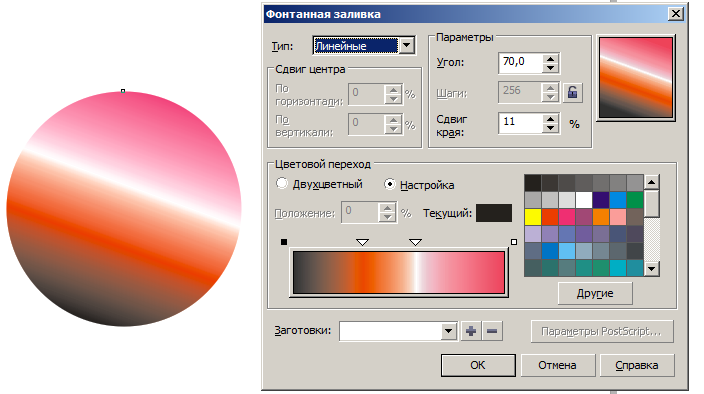 Фонтанная заливка
Тип: Линейные
Параметры
Угол: 70,0
Шаги: 256
Сдвиг края: 11 %
Сдвиг центра
По горизонтали: 0 %
По вертикали: 0 %
Цветовой переход
Двухцветный Настройка
Положение: 0 % Текущий:
Другие
Заготовки:
Параметры PostScript...
OK Отмена Справка